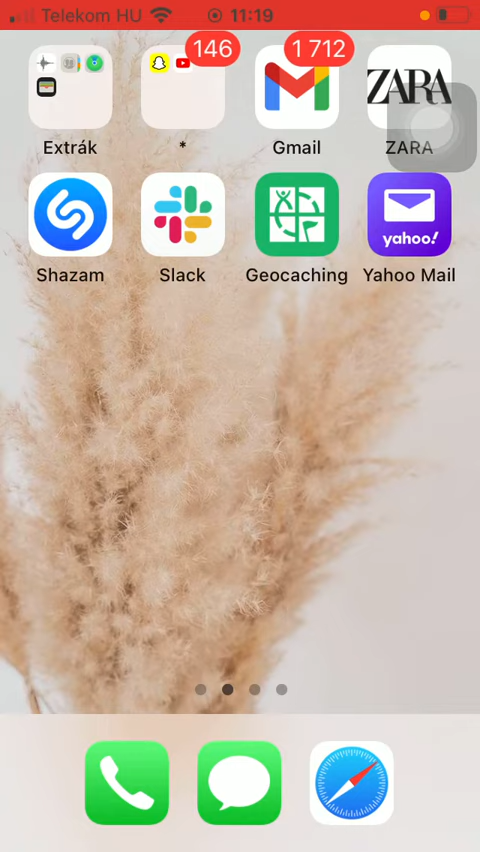 Telekom HU 11:19
146 1 712
ZARA
Extrák * Gmail ZARA
yahoo!
Shazam Slack Geocaching Yahoo Mail